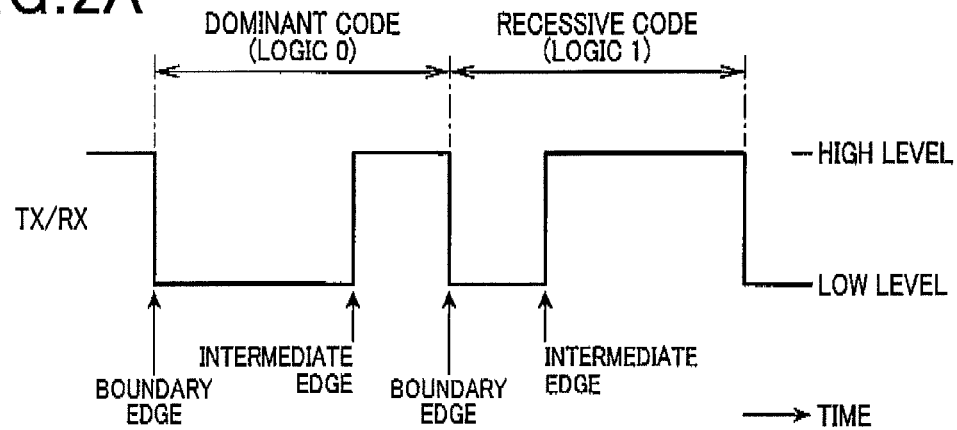 G.2A
DOMINANT CODE
(LOGIC 0)
RECESSIVE CODE
(LOGIC 1)
HIGH LEVEL
TX/RX
LOW LEVEL
INTERMEDIATE
EDGE
INTERMEDIATE
EDGE
BOUNDARY
EDGE
BOUNDARY
EDGE
TIME